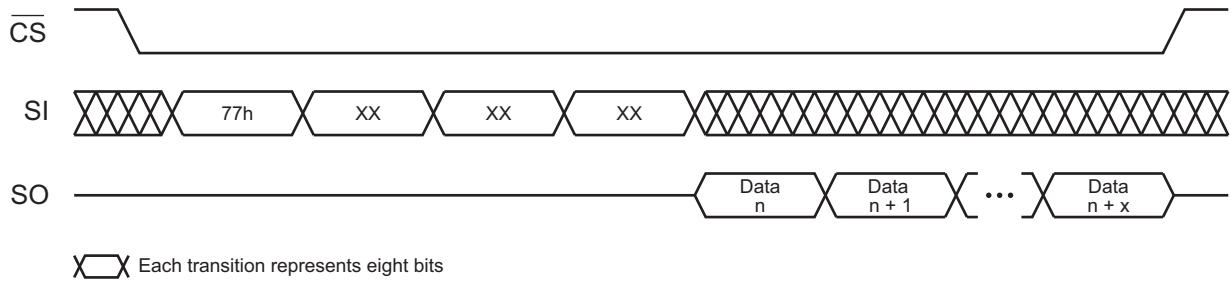 CS
SI
77h
XX
XX
XX
SO
Data
n
Data
n + 1
•••
Data
n + x
Each transition represents eight bits